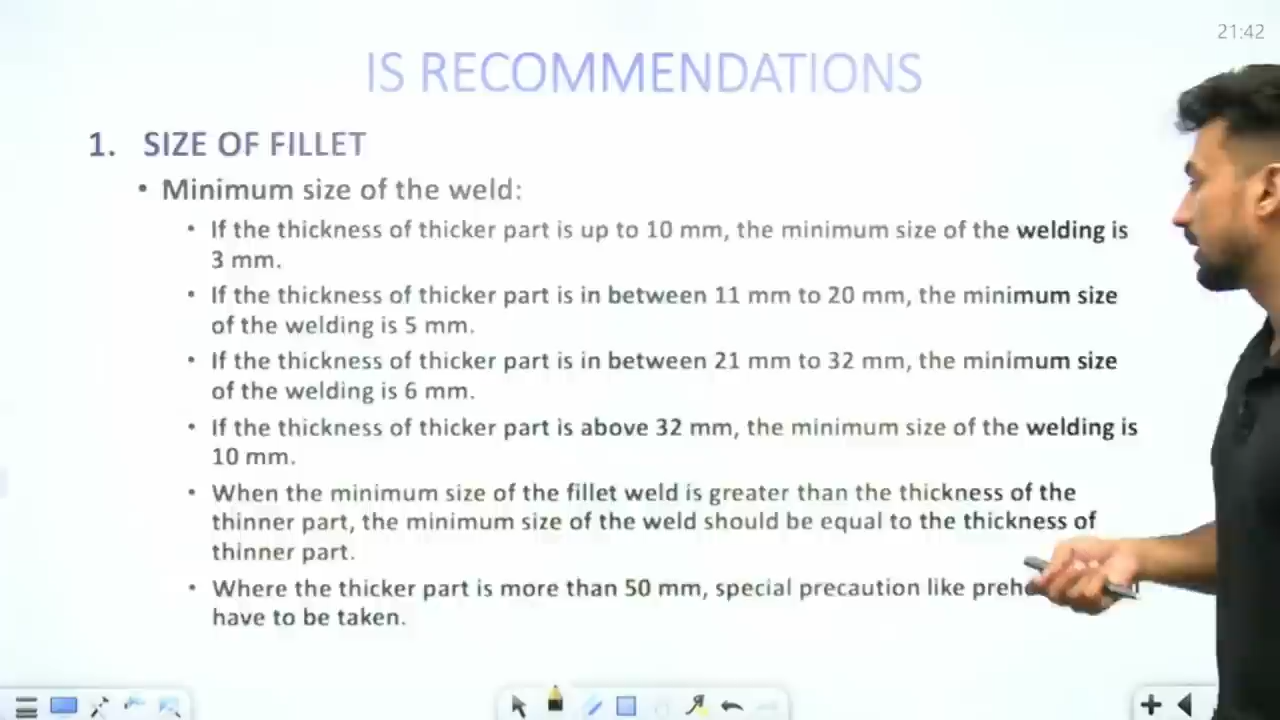 21:42
IS RECOMMENDATIONS
1. SIZE OF FILLET
• Minimum size of the weld:
• If the thickness of thicker part is up to 10 mm, the minimum size of the welding is
3 mm.
• If the thickness of thicker part is in between 11 mm to 20 mm, the minimum size
of the welding is 5 mm.
• If the thickness of thicker part is in between 21 mm to 32 mm, the minimum size
of the welding is 6 mm.
• If the thickness of thicker part is above 32 mm, the minimum size of the welding is
10 mm.
• When the minimum size of the fillet weld is greater than the thickness of the
thinner part, the minimum size of the weld should be equal to the thickness of
thinner part.
• Where the thicker part is more than 50 mm, special precaution like
have to be taken.